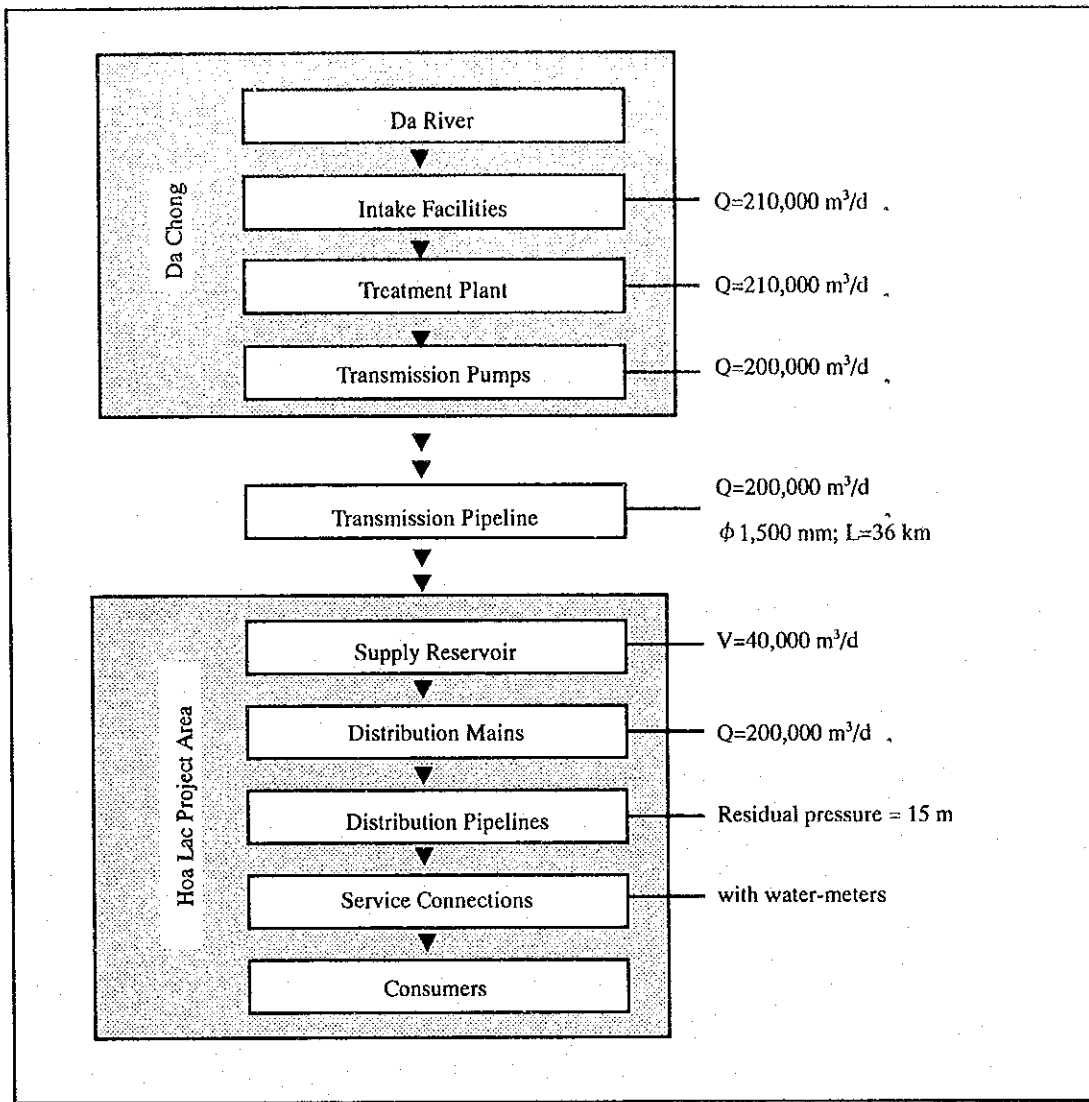 Da Chong
Da River
Intake Facilities
Q=210,000 m³/d
Treatment Plant
Q=210,000 m³/d
Transmission Pumps
Q=200,000 m³/d
Transmission Pipeline
Q=200,000 m³/d
ϕ 1,500 mm; L=36 km
Hoa Lac Project Area
Supply Reservoir
V=40,000 m³/d
Distribution Mains
Q=200,000 m³/d
Distribution Pipelines
Residual pressure = 15 m
Service Connections
with water-meters
Consumers